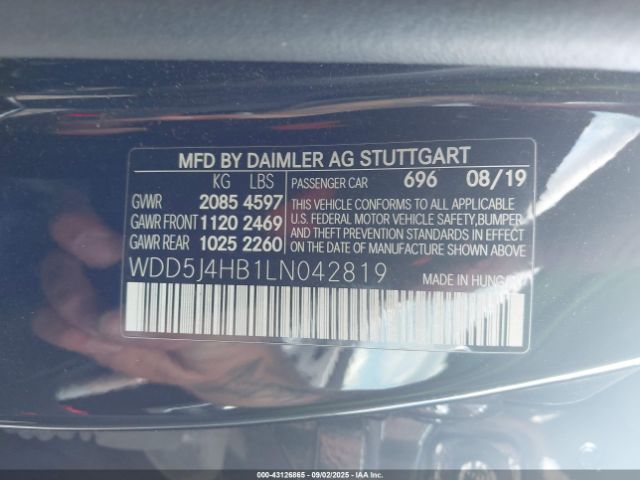 MFD BY DAIMLER AG STUTTGART
KG LBS PASSENGER CAR 696 08/19
GVWR 2085 4597 THIS VEHICLE CONFORMS TO ALL APPLICABLE
GAWR FRONT 1120 2469 U.S. FEDERAL MOTOR VEHICLE SAFETY,BUMPER
GAWR REAR 1025 2260 AND THEFT PREVENTION STANDARDS IN EFFECT
ON THE DATE OF MANUFACTURE SHOWN ABOVE.
WDD5J4HB1LN042819 MADE IN
000-43126865 - 09/02/2025 - IAA Inc.